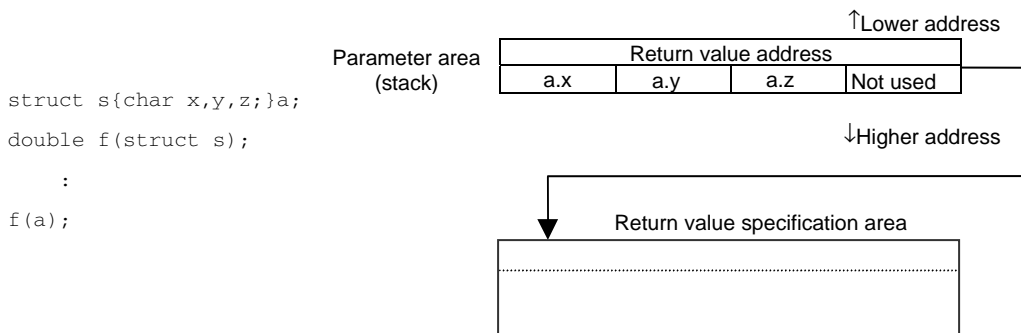 ↑Lower address
Parameter area
(stack)
Return value address
a.x a.y a.z Not used
struct s{char x,y,z;}a;
double f(struct s);
:
f(a);
↓Higher address
Return value specification area